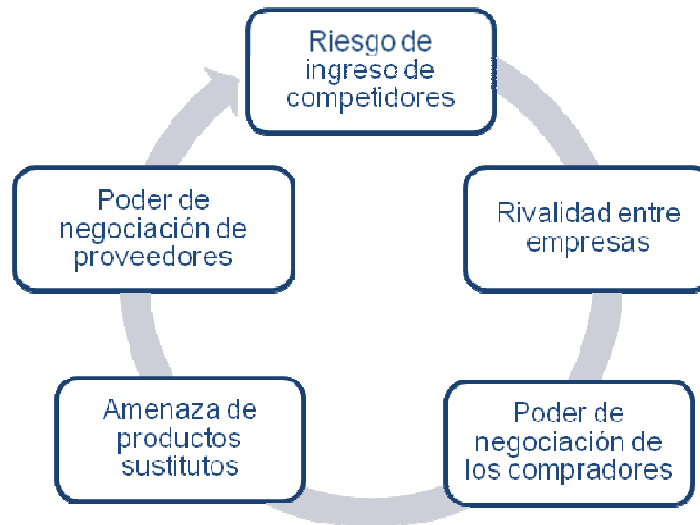 Riesgo de
ingreso de
competidores
Rivalidad entre
empresas
Poder de
negociación de
los compradores
Amenaza de
productos
sustitutos
Poder de
negociación de
proveedores